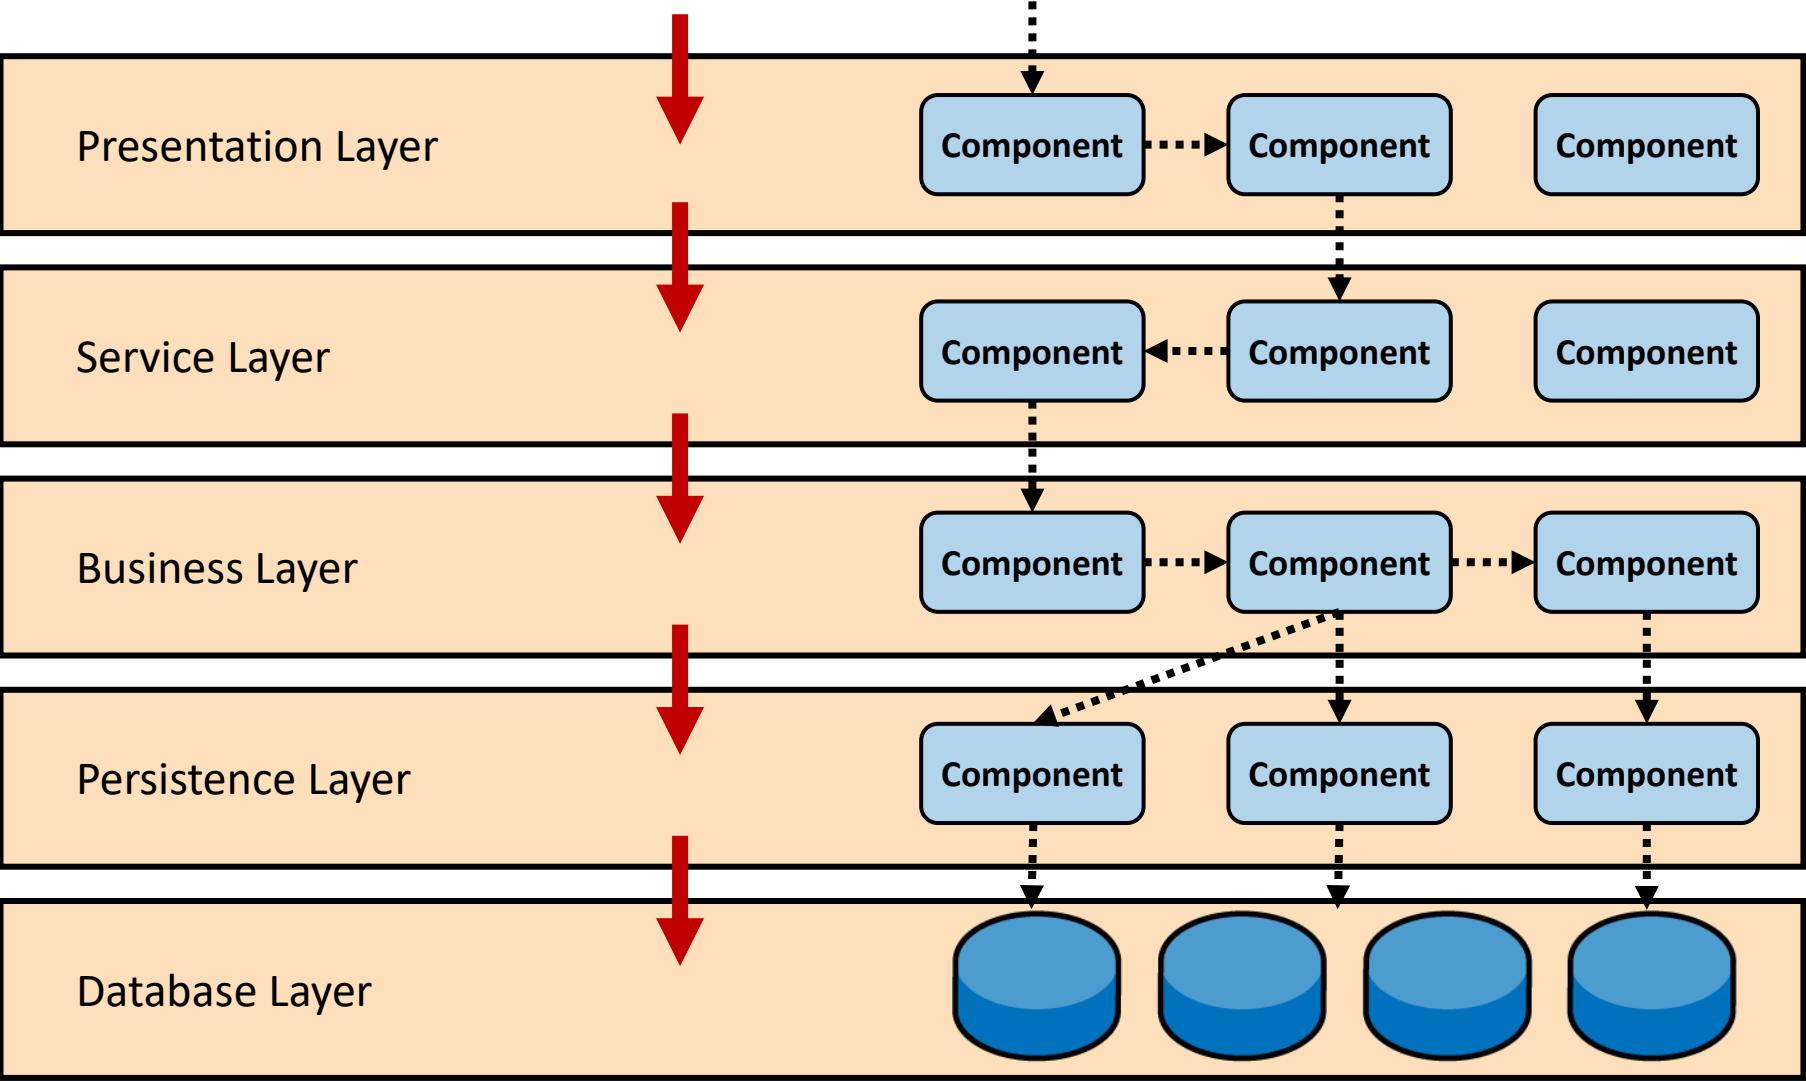 Presentation Layer
Component Component Component
Service Layer
Component Component Component
Business Layer
Component Component Component
Persistence Layer
Component Component Component
Database Layer